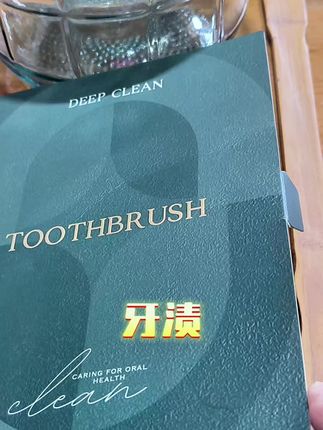 DEEP CLEAN
TOOTHBRUSH
牙渍
CARING FOR ORAL
HEALTH
clean